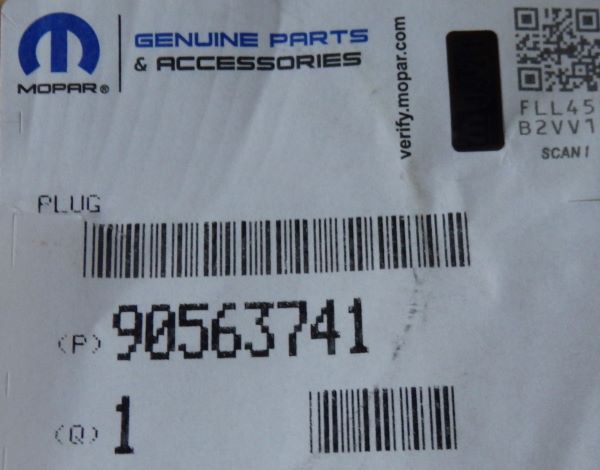 MOPAR®
GENUINE PARTS
& ACCESSORIES
verify.mopar.com
FLL45
B2VV1
SCAN
PLUG
(P) 90563741
(Q) 1